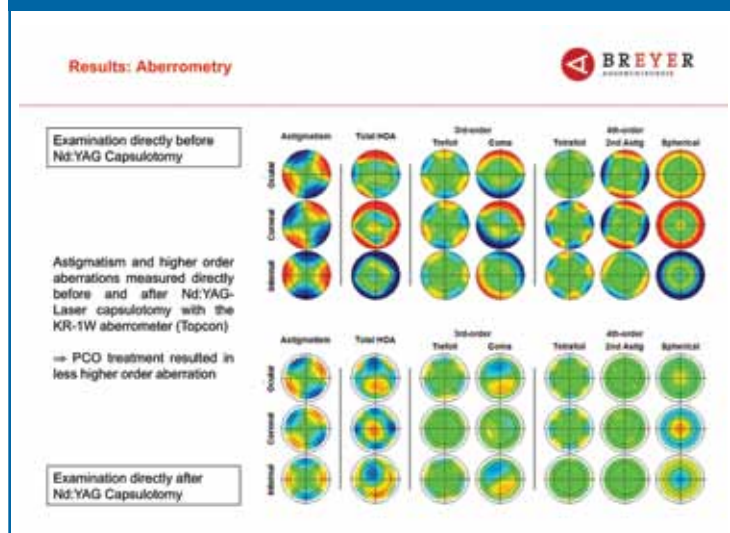 Results: Aberrometry
BREYER
Examination directly before
Nd:YAG Capsulotomy
Astigmatism and higher order
aberrations measured directly
before and after Nd:YAG-
Laser capsulotomy with the
KR-1W aberrometer (Topcon)
⇒ PCO treatment resulted in
less higher order aberration
Examination directly after
Nd:YAG Capsulotomy
3rd-order 4th-order
Astigmatism Total HOA Trefoil Coma Tetrafoil 2nd Astig Spherical
Ocular
Corneal
Internal
3rd-order 4th-order
Astigmatism Total HOA Trefoil Coma Tetrafoil 2nd Astig Spherical
Ocular
Corneal
Internal